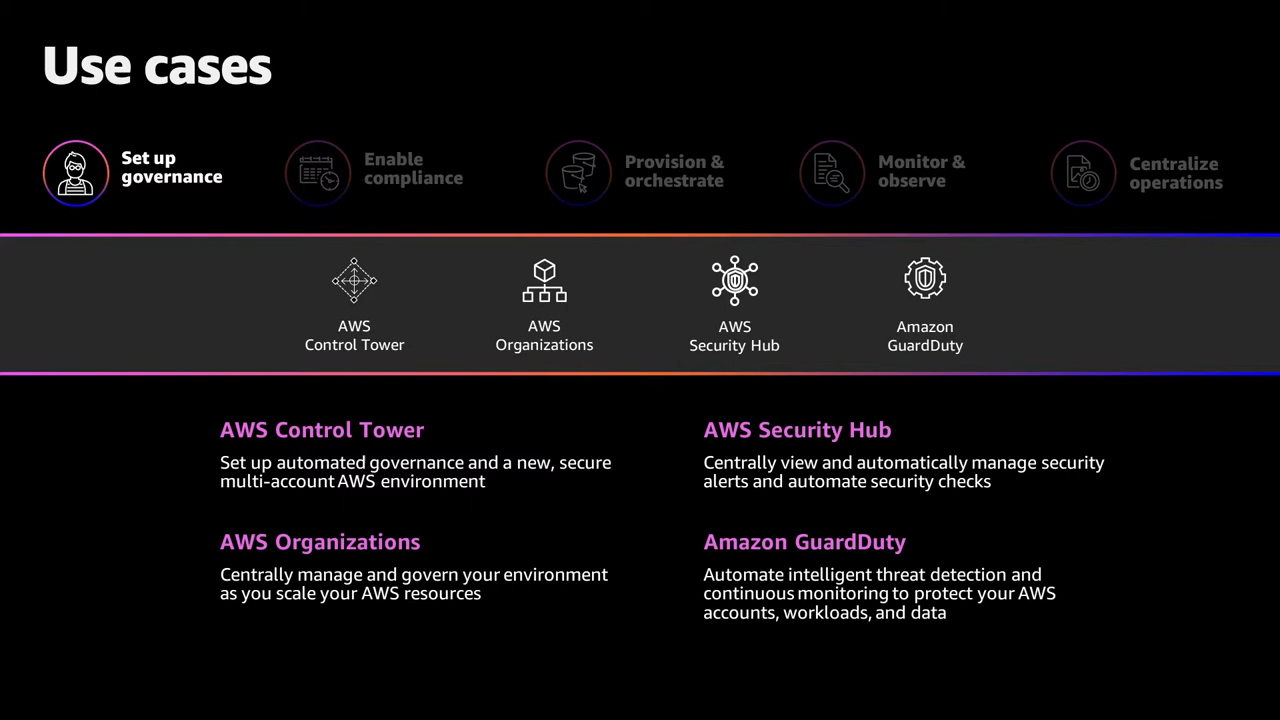 Use cases
Set up
governance
Enable
compliance
Provision &
orchestrate
Monitor &
observe
Centralize
operations
AWS
Control Tower
AWS
Organizations
AWS
Security Hub
Amazon
GuardDuty
AWS Control Tower
Set up automated governance and a new, secure
multi-account AWS environment
AWS Organizations
Centrally manage and govern your environment
as you scale your AWS resources
AWS Security Hub
Centrally view and automatically manage security
alerts and automate security checks
Amazon GuardDuty
Automate intelligent threat detection and
continuous monitoring to protect your AWS
accounts, workloads, and data